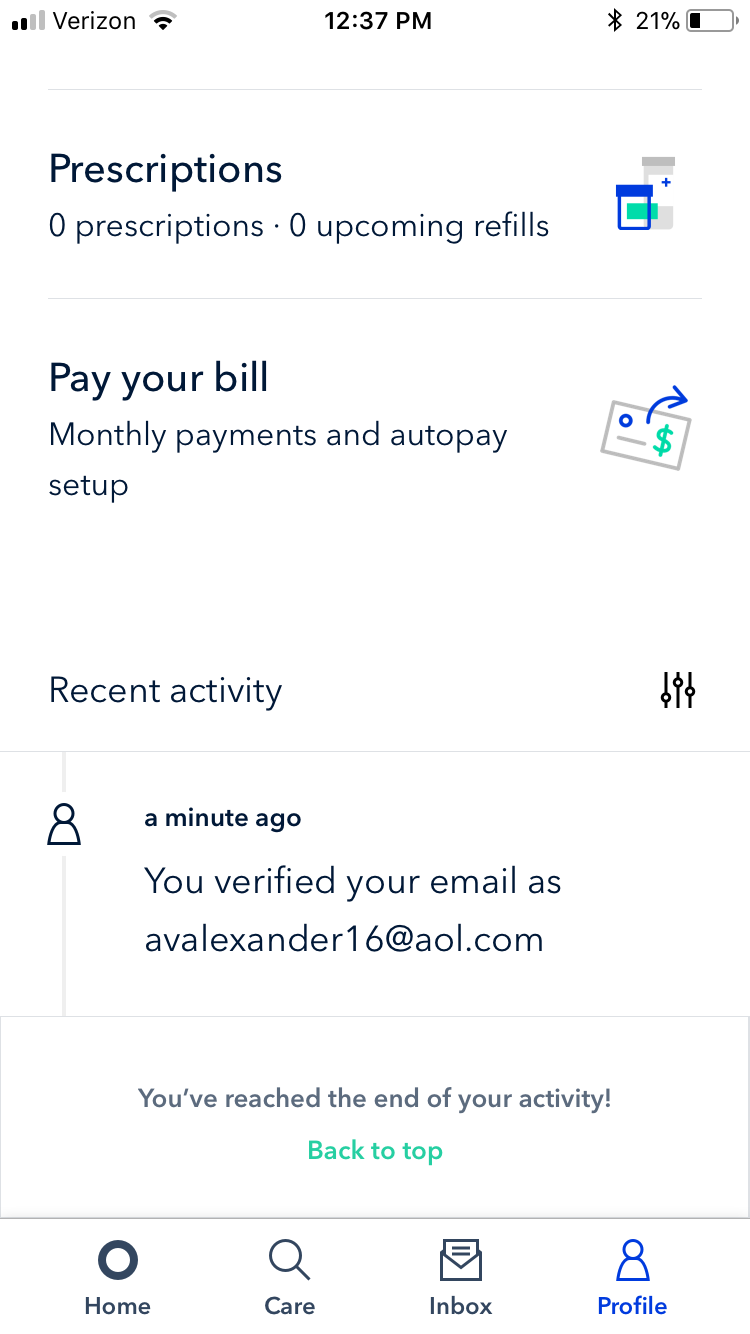 Verizon 12:37 PM 21%
Prescriptions
0 prescriptions · 0 upcoming refills
Pay your bill
Monthly payments and autopay
setup
$
Recent activity
a minute ago
You verified your email as
avalexander16@aol.com
You’ve reached the end of your activity!
Back to top
Home Care Inbox Profile